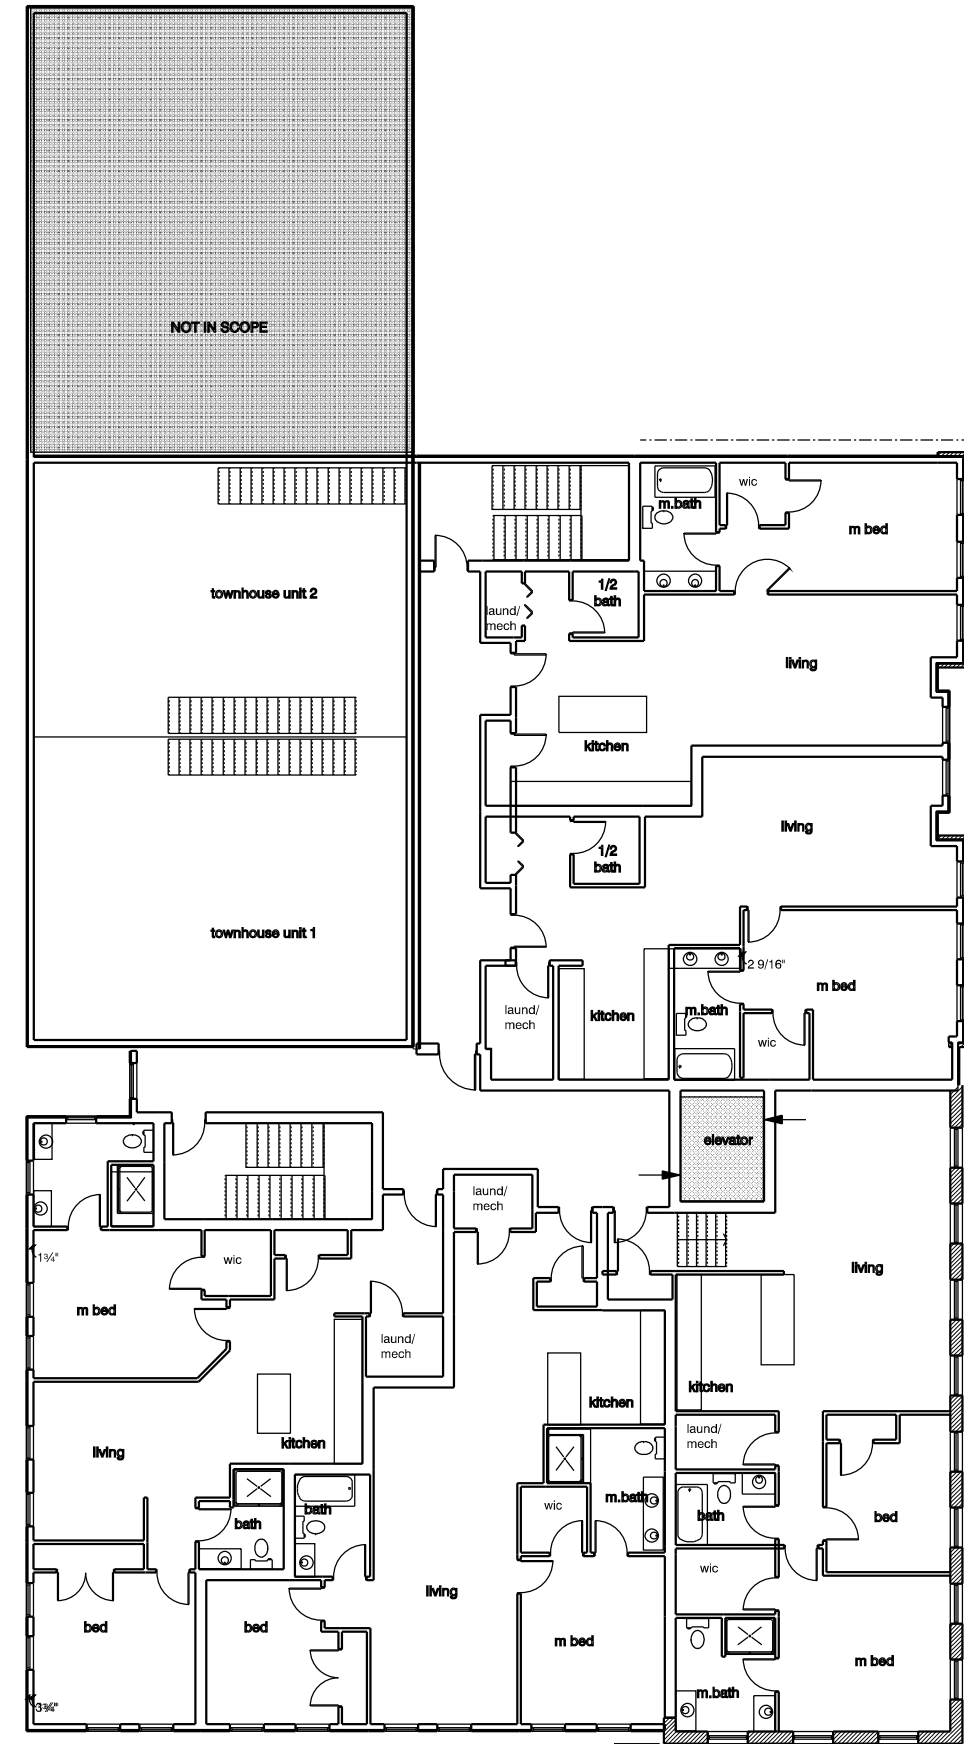 NOT IN SCOPE
wic
m.bath
m bed
townhouse unit 2
1/2
bath
laund/
mech
living
kitchen
living
1/2
bath
townhouse unit 1
2 9/16"
m bed
laund/
mech
kitchen
m.bath
wic
elevator
laund/
mech
1¾"
wic
living
m bed
laund/
mech
kitchen
kitchen
living
kitchen
laund/
mech
wic
m.bath
bath
bath
bath
bed
wic
living
bed
bed
m bed
m bed
m.bath